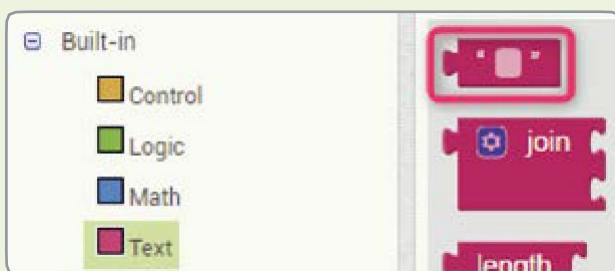 Built-in
Control
Logic
Math
Text
“ ”
join
length